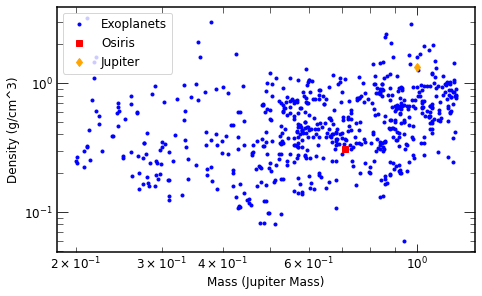 Exoplanets
Osiris
Jupiter
Density (g/cm^3)
10⁰
10⁻¹
2 × 10⁻¹
3 × 10⁻¹
4 × 10⁻¹
6 × 10⁻¹
10⁰
Mass (Jupiter Mass)